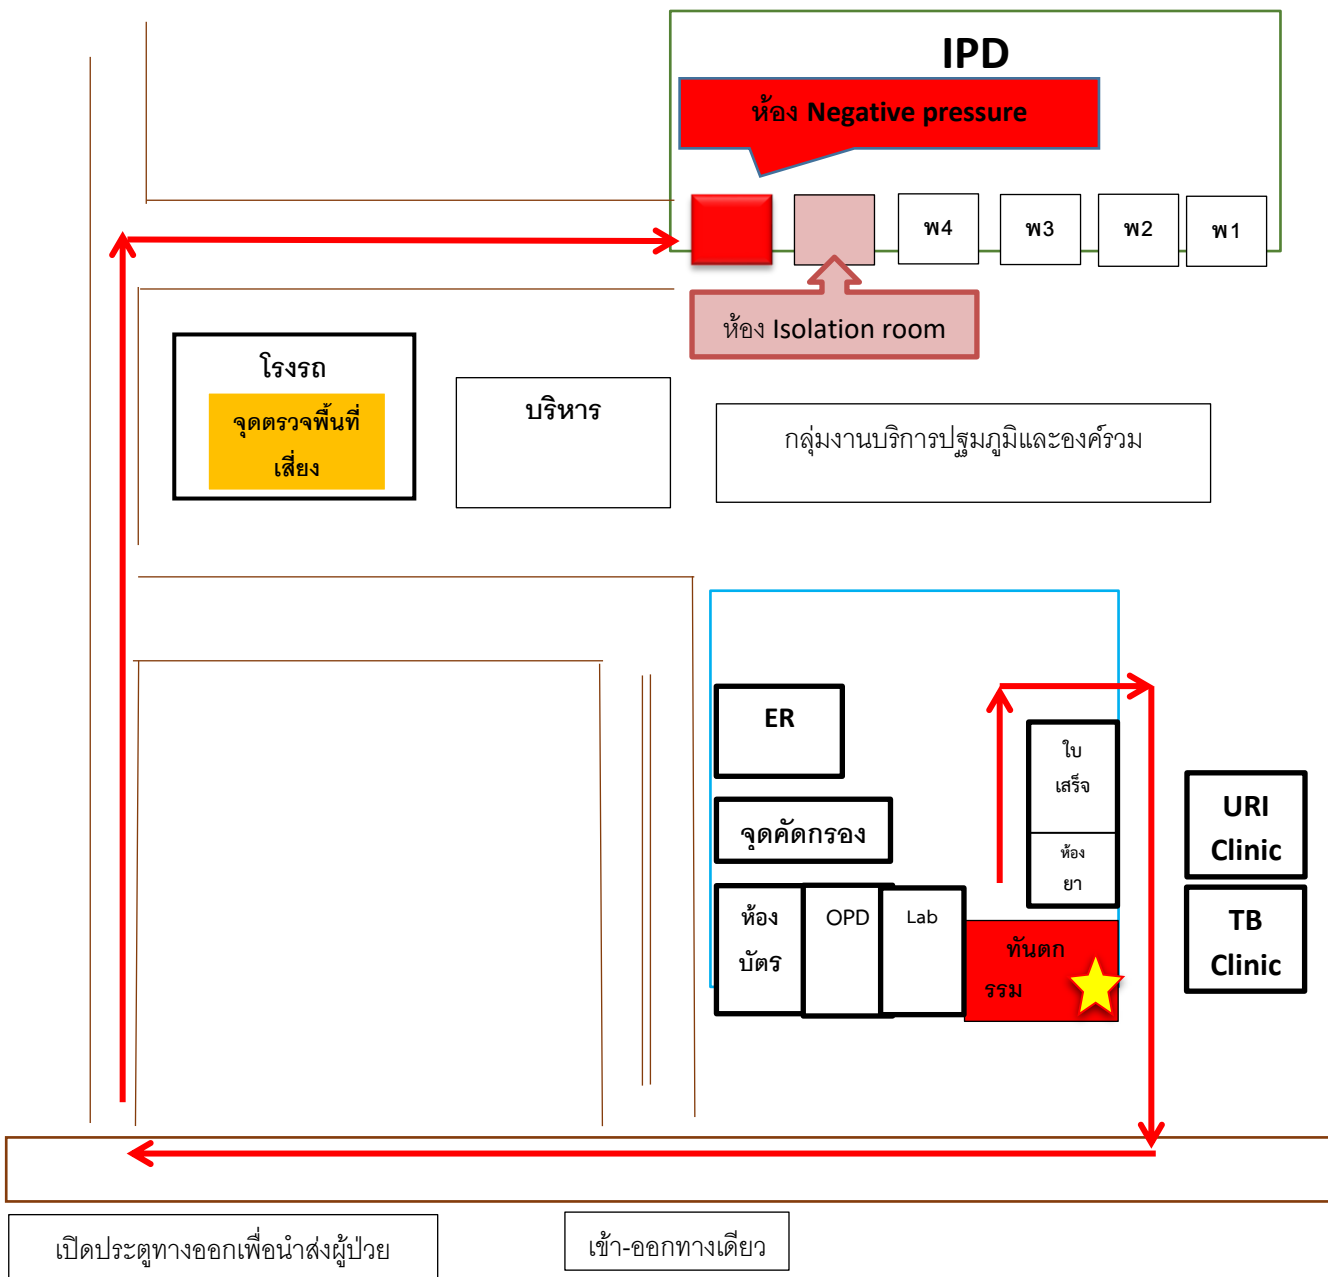 IPD
ห้อง Negative pressure
พ4
พ3
พ2
พ1
ห้อง Isolation room
โรงรถ
จุดตรวจพื้นที่
เสี่ยง
บริหาร
กลุ่มงานบริการปฐมภูมิและองค์รวม
ER
ใบ
เสร็จ
จุดคัดกรอง
ห้อง
ยา
URI
Clinic
ห้อง
บัตร
OPD
Lab
ทันตก
รรม
TB
Clinic
เปิดประตูทางออกเพื่อนำส่งผู้ป่วย
เข้า-ออกทางเดียว